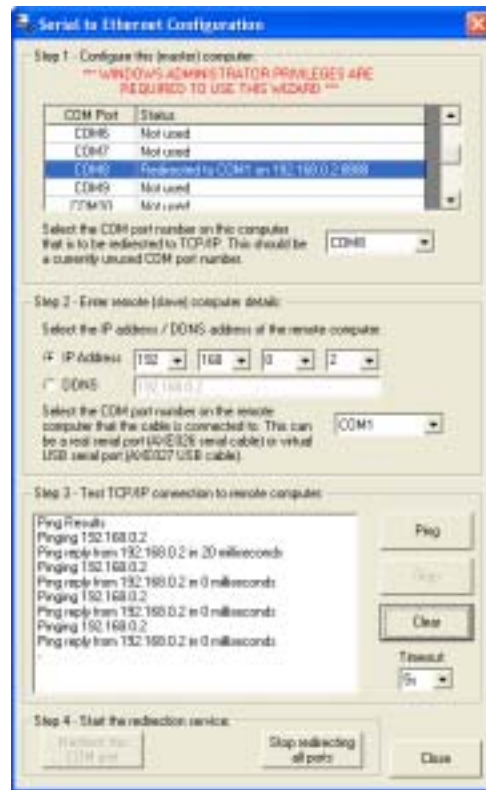 Serial to Ethernet Configuration
Step 1 - Configure this (master) computer:
*** WINDOWS ADMINISTRATOR PRIVILEGES ARE
REQUIRED TO USE THIS WIZARD ***
COM Port Status
COM6 Not used
COM7 Not used
COM8 Redirected to COM1 on 192.168.0.2:8888
COM9 Not used
COM10 Not used
Select the COM port number on this computer
that is to be redirected to TCP/IP. This should be
a currently unused COM port number.
COM8
Step 2 - Enter remote (slave) computer details:
Select the IP address / DDNS address of the remote computer.
IP Address 192 168 0 2
DDNS 192.168.0.2
Select the COM port number on the remote
computer that the cable is connected to. This can
be a real serial port (AXE026 serial cable) or virtual
USB serial port (AXE027 USB cable).
COM1
Step 3 - Test TCP/IP connection to remote computer:
Ping Results
Pinging 192.168.0.2
Ping reply from 192.168.0.2 in 20 milliseconds
Pinging 192.168.0.2
Ping reply from 192.168.0.2 in 0 milliseconds
Pinging 192.168.0.2
Ping reply from 192.168.0.2 in 0 milliseconds
Pinging 192.168.0.2
Ping reply from 192.168.0.2 in 0 milliseconds
Ping
Stop
Clear
Timeout:
5s
Step 4 - Start the redirection service:
Redirect this
COM port
Stop redirecting
all ports
Close